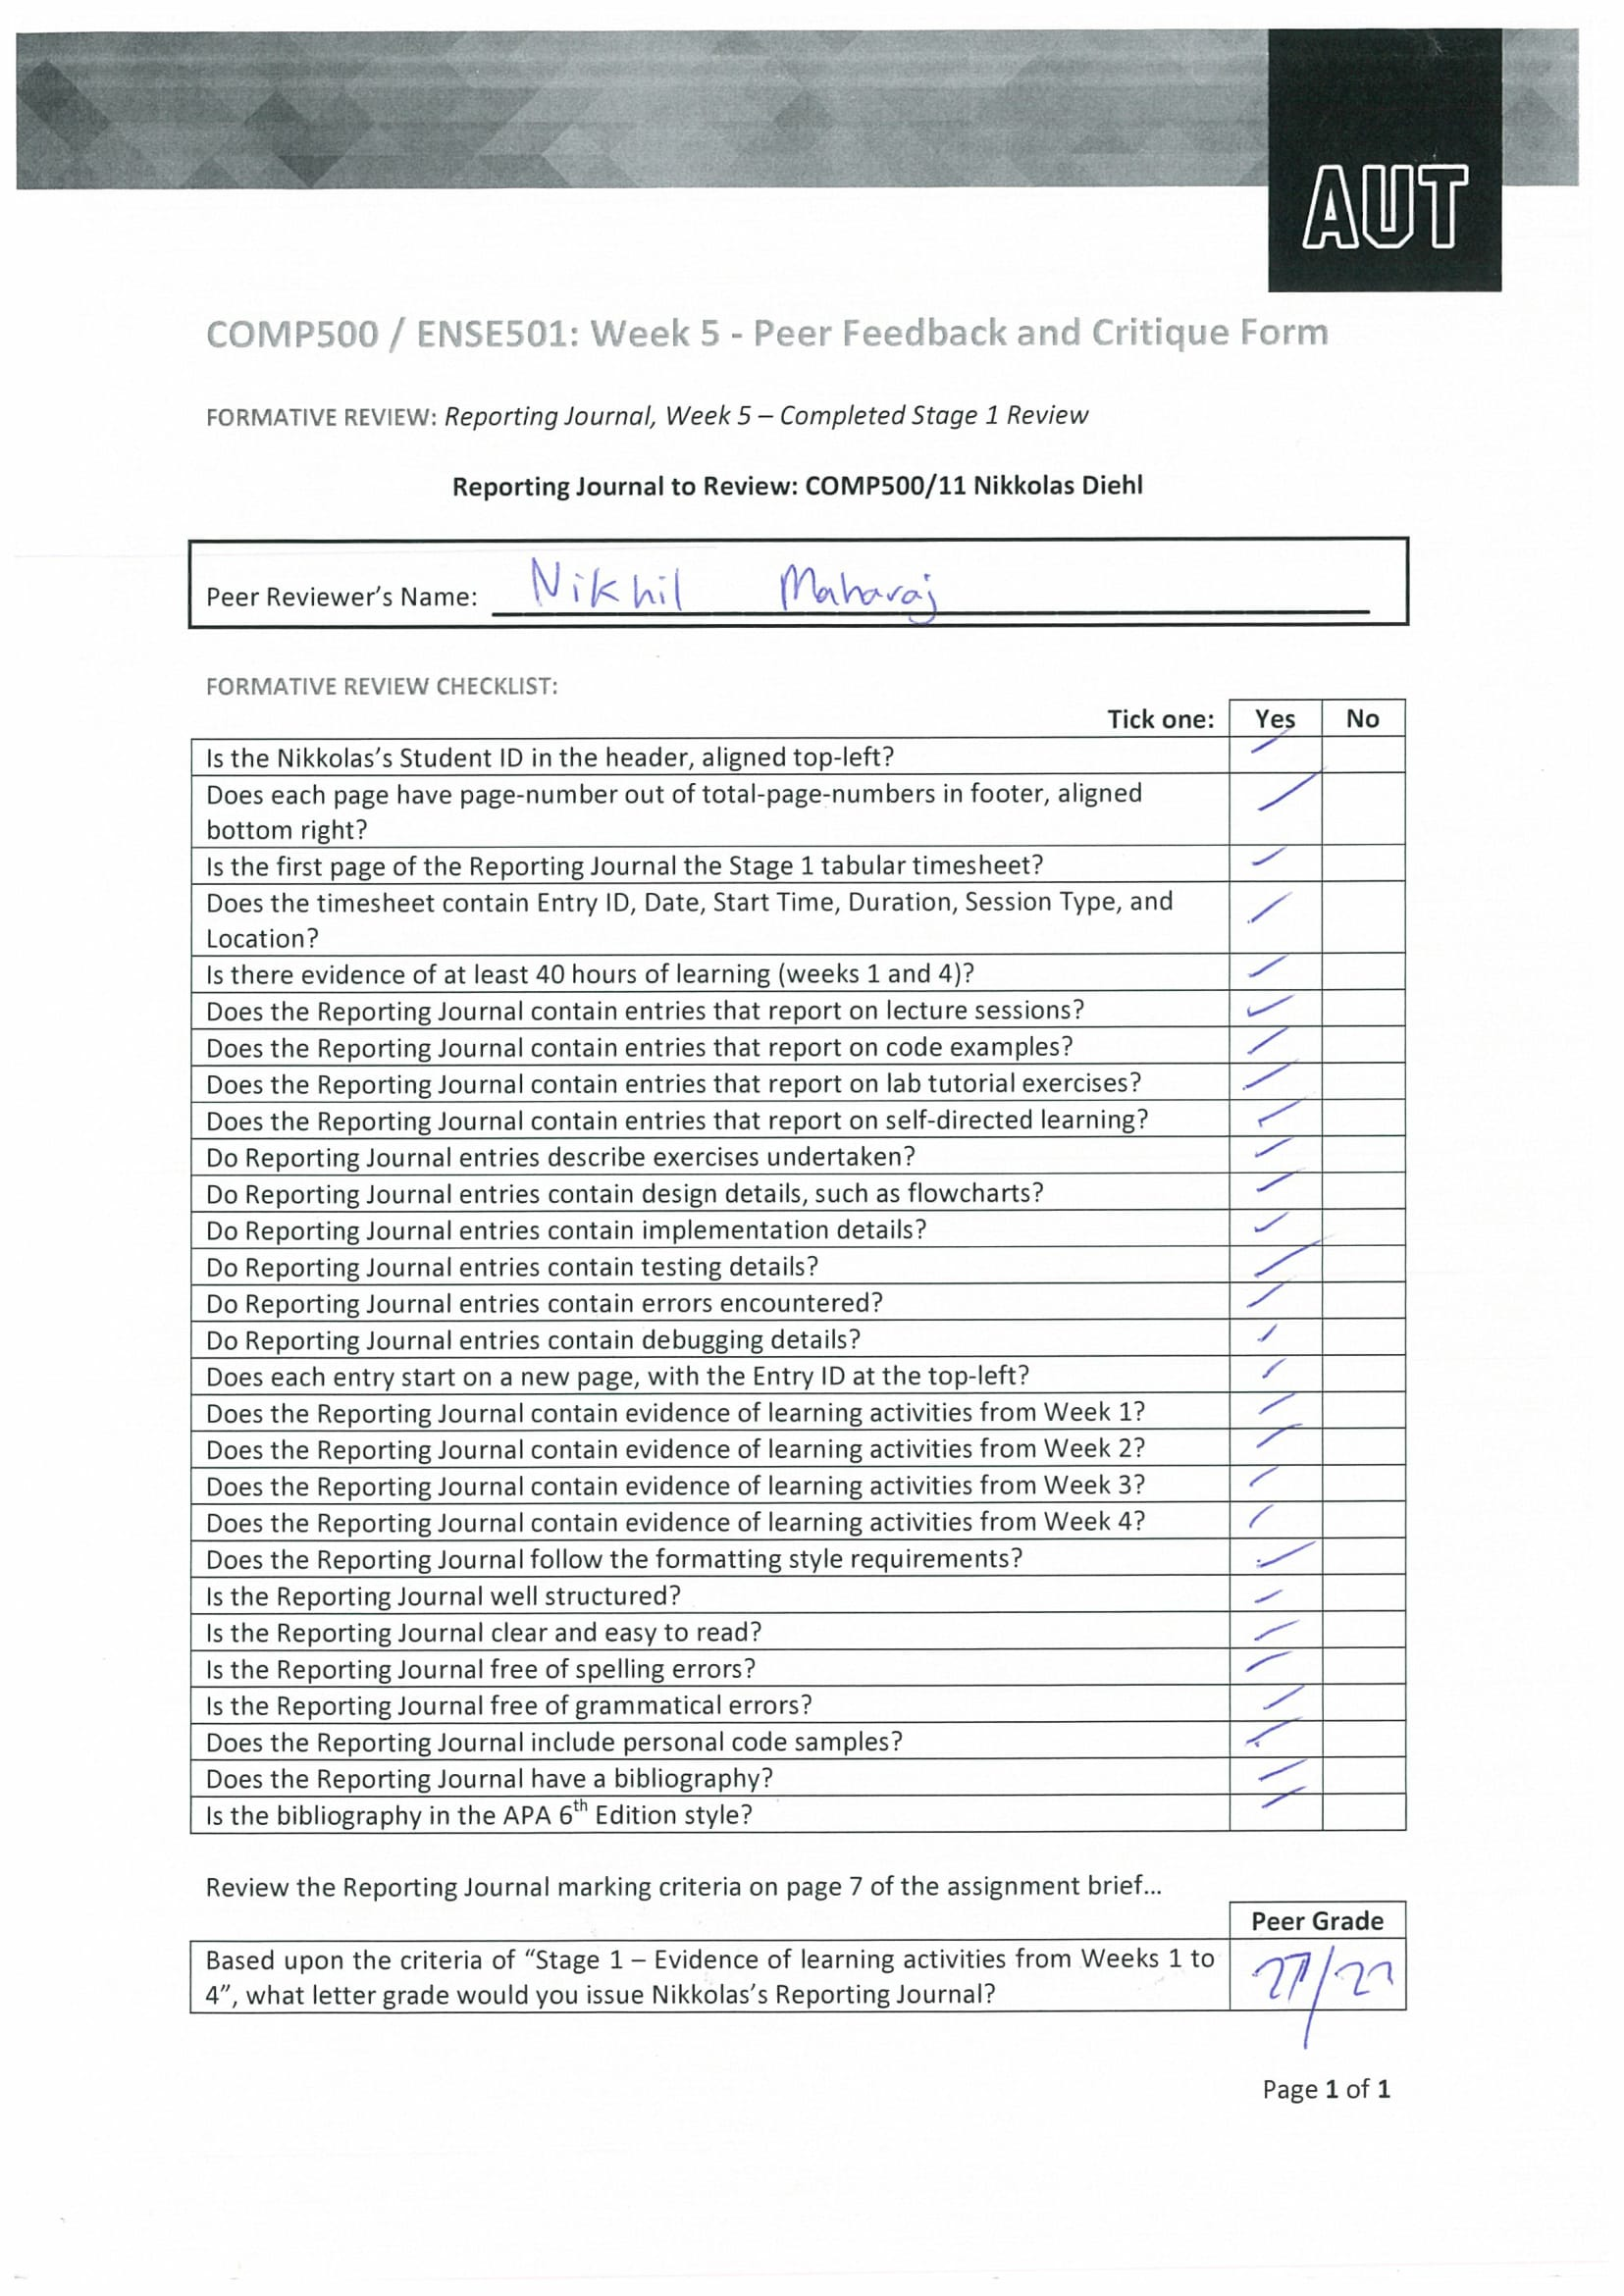 AUT
COMP500 / ENSE501: Week 5 - Peer Feedback and Critique Form
FORMATIVE REVIEW: Reporting Journal, Week 5 – Completed Stage 1 Review
Reporting Journal to Review: COMP500/11 Nikkolas Diehl
Peer Reviewer's Name: Nikhil Maharaj
FORMATIVE REVIEW CHECKLIST:
Tick one: Yes No
Is the Nikkolas's Student ID in the header, aligned top-left?
Does each page have page-number out of total-page-numbers in footer, aligned
bottom right?
Is the first page of the Reporting Journal the Stage 1 tabular timesheet?
Does the timesheet contain Entry ID, Date, Start Time, Duration, Session Type, and
Location?
Is there evidence of at least 40 hours of learning (weeks 1 and 4)?
Does the Reporting Journal contain entries that report on lecture sessions?
Does the Reporting Journal contain entries that report on code examples?
Does the Reporting Journal contain entries that report on lab tutorial exercises?
Does the Reporting Journal contain entries that report on self-directed learning?
Do Reporting Journal entries describe exercises undertaken?
Do Reporting Journal entries contain design details, such as flowcharts?
Do Reporting Journal entries contain implementation details?
Do Reporting Journal entries contain testing details?
Do Reporting Journal entries contain errors encountered?
Do Reporting Journal entries contain debugging details?
Does each entry start on a new page, with the Entry ID at the top-left?
Does the Reporting Journal contain evidence of learning activities from Week 1?
Does the Reporting Journal contain evidence of learning activities from Week 2?
Does the Reporting Journal contain evidence of learning activities from Week 3?
Does the Reporting Journal contain evidence of learning activities from Week 4?
Does the Reporting Journal follow the formatting style requirements?
Is the Reporting Journal well structured?
Is the Reporting Journal clear and easy to read?
Is the Reporting Journal free of spelling errors?
Is the Reporting Journal free of grammatical errors?
Does the Reporting Journal include personal code samples?
Does the Reporting Journal have a bibliography?
Is the bibliography in the APA 6th Edition style?
Review the Reporting Journal marking criteria on page 7 of the assignment brief...
Peer Grade
Based upon the criteria of "Stage 1 – Evidence of learning activities from Weeks 1 to
4", what letter grade would you issue Nikkolas's Reporting Journal?
Page 1 of 1